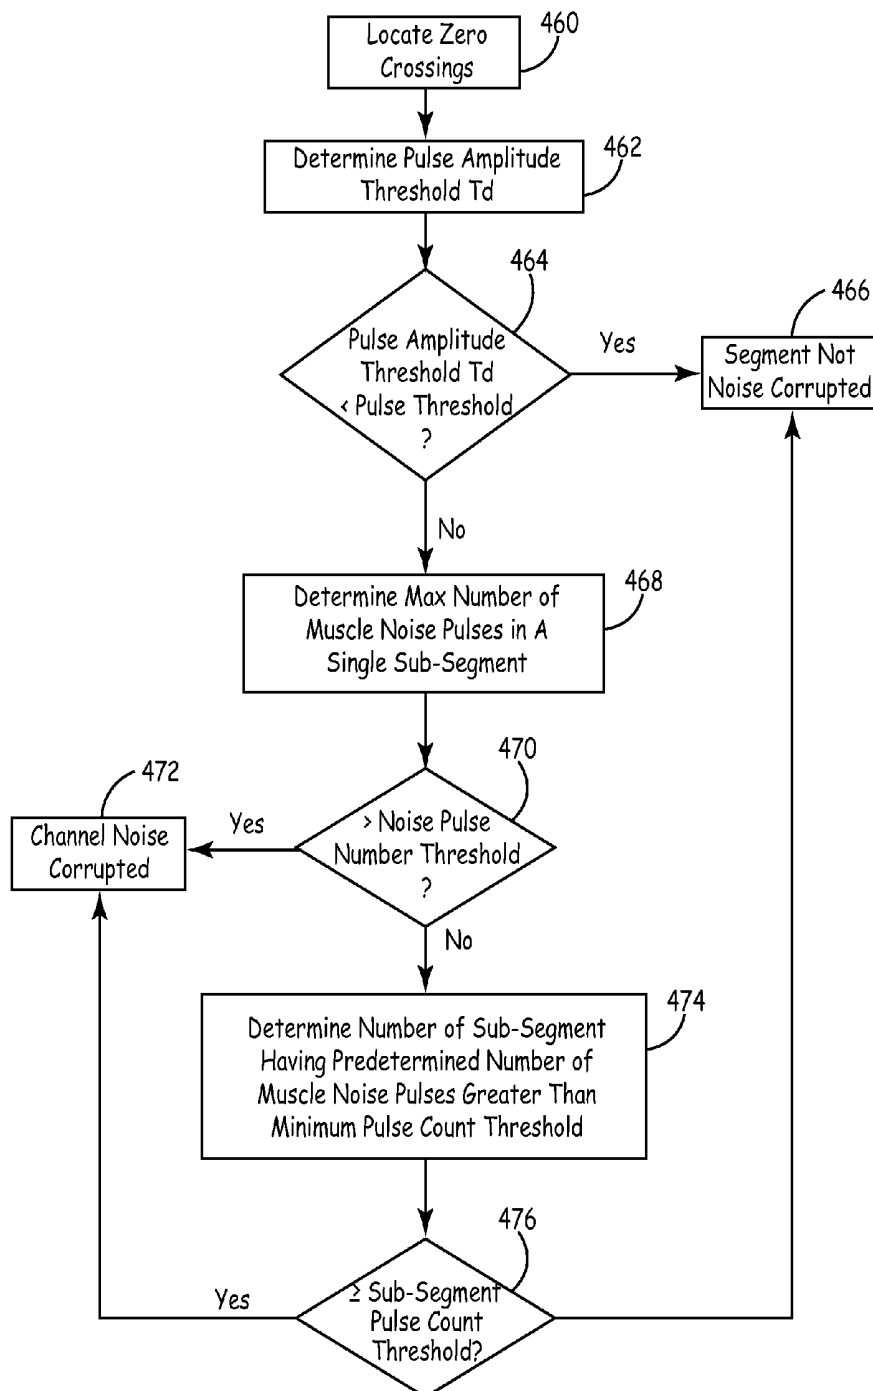 Locate Zero
Crossings
460
Determine Pulse Amplitude
Threshold Td
462
464
Pulse Amplitude
Threshold Td
< Pulse Threshold
?
Yes
466
Segment Not
Noise Corrupted
No
Determine Max Number of
Muscle Noise Pulses in A
Single Sub-Segment
468
470
> Noise Pulse
Number Threshold
?
Yes
472
Channel Noise
Corrupted
No
474
Determine Number of Sub-Segment
Having Predetermined Number of
Muscle Noise Pulses Greater Than
Minimum Pulse Count Threshold
476
≥ Sub-Segment
Pulse Count
Threshold?
Yes